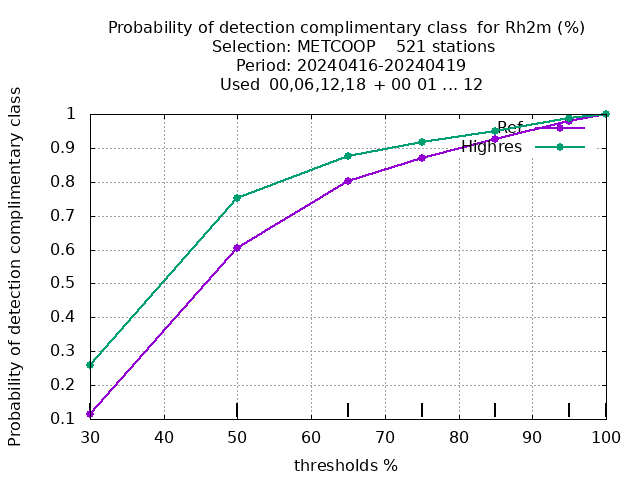 Probability of detection complimentary class  for Rh2m (%)
Selection: METCOOP    521 stations
Period: 20240416-20240419
Used  00,06,12,18  + 00 01 ... 12
Probability of detection complimentary class
1
0.9
0.8
0.7
0.6
0.5
0.4
0.3
0.2
0.1
Ref
Highres
30 40 50 60 70 80 90 100
thresholds %